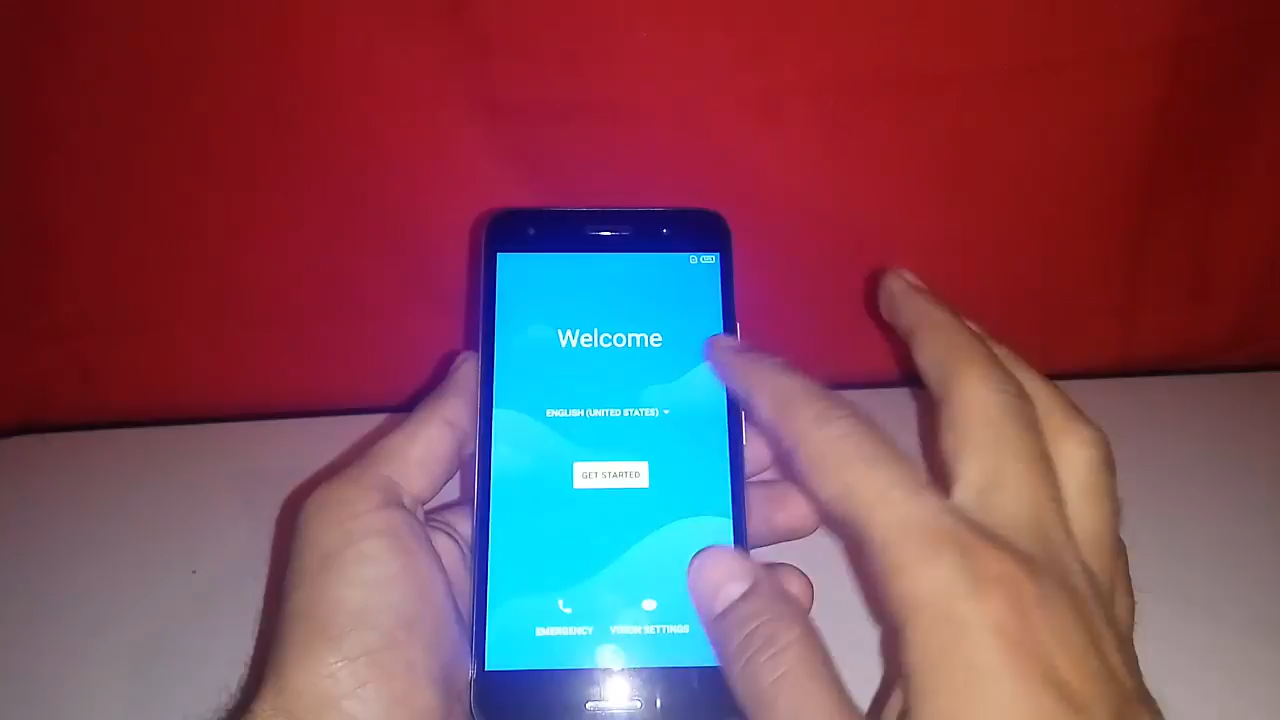 Welcome
ENGLISH (UNITED STATES)
GET STARTED
EMERGENCY
VISION SETTINGS